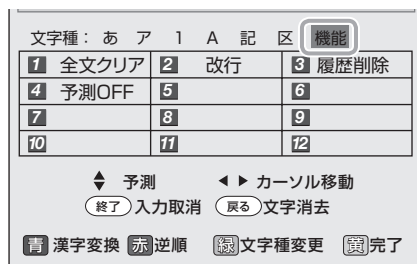 文字種： あ ア 1 A 記 区 機能
1 全文クリア 2 改行 3 履歴削除
4 予測OFF 5 6
7 8 9
10 11 12
予測 カーソル移動
終了 入力取消 戻る 文字消去
青 漢字変換 赤 逆順 緑 文字種変更 黄 完了